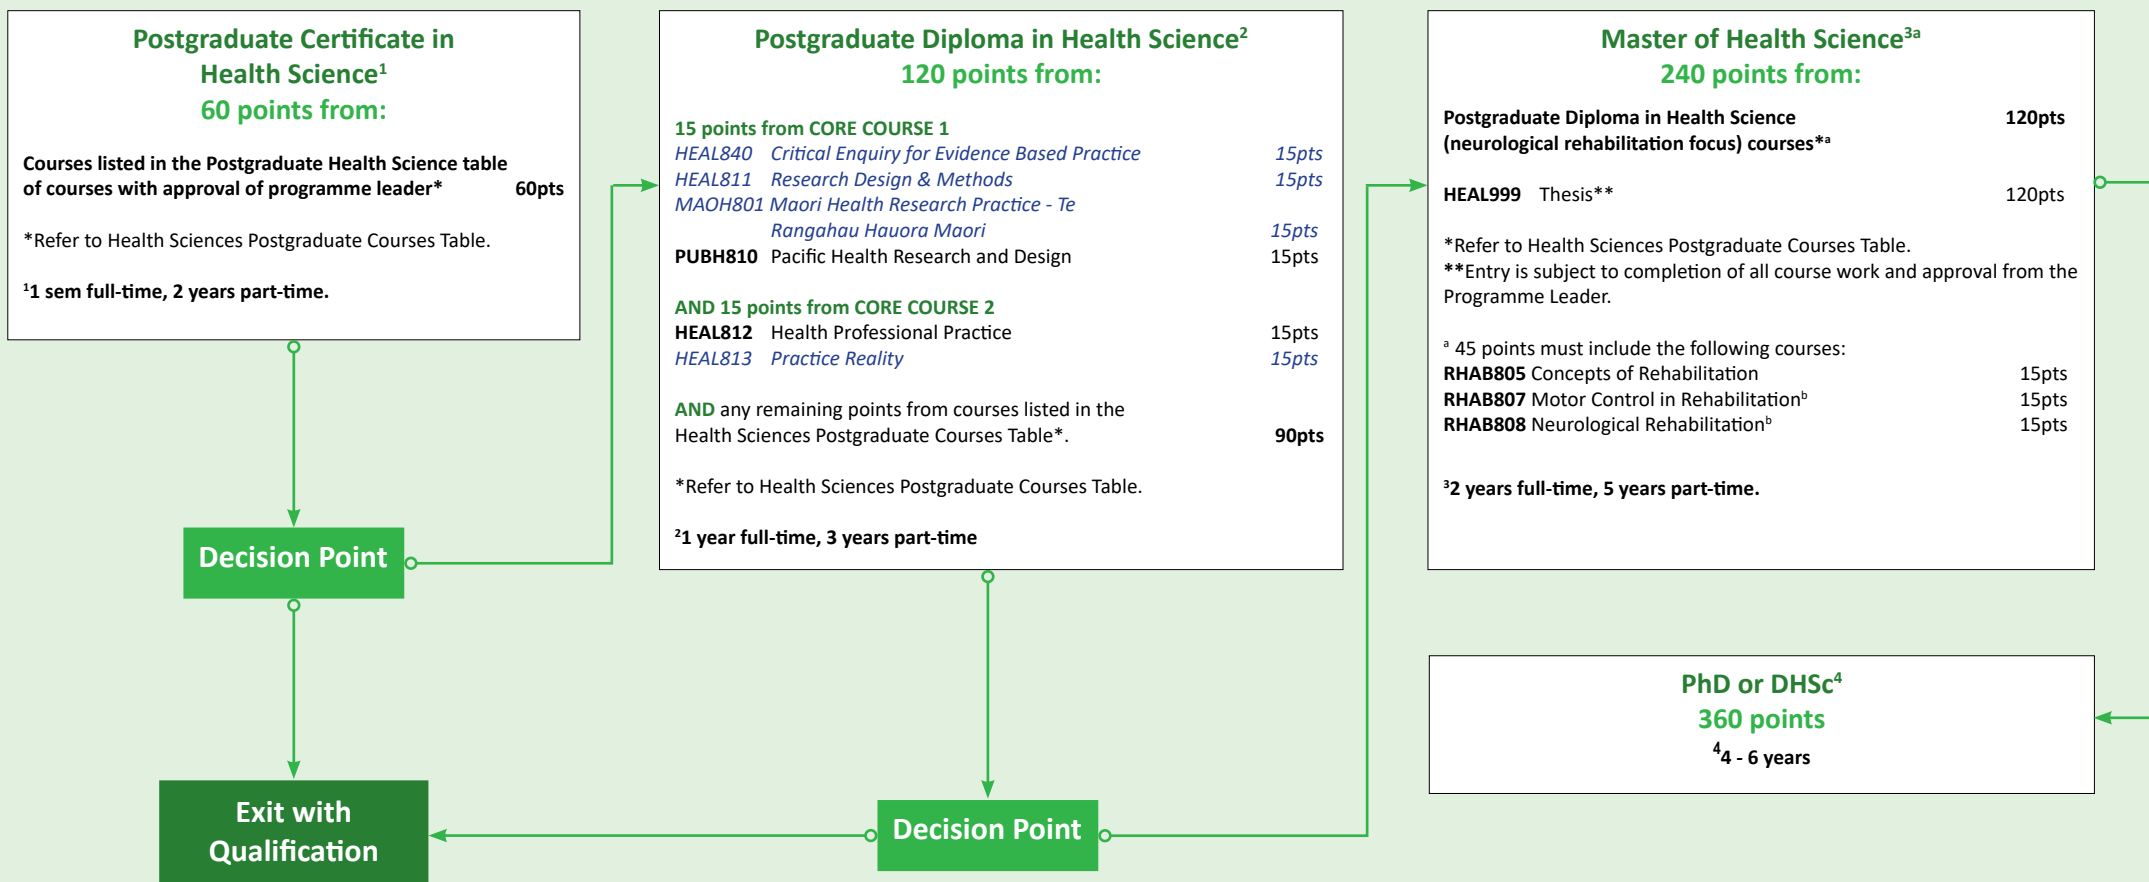 Postgraduate Certificate in
Health Science¹
60 points from:
Courses listed in the Postgraduate Health Science table
of courses with approval of programme leader* 60pts
*Refer to Health Sciences Postgraduate Courses Table.
¹1 sem full-time, 2 years part-time.
Decision Point
Exit with
Qualification
Postgraduate Diploma in Health Science²
120 points from:
15 points from CORE COURSE 1
HEAL840 Critical Enquiry for Evidence Based Practice 15pts
HEAL811 Research Design & Methods 15pts
MAOH801 Maori Health Research Practice - Te
Rangahau Hauora Maori 15pts
PUBH810 Pacific Health Research and Design 15pts
AND 15 points from CORE COURSE 2
HEAL812 Health Professional Practice 15pts
HEAL813 Practice Reality 15pts
AND any remaining points from courses listed in the
Health Sciences Postgraduate Courses Table*. 90pts
*Refer to Health Sciences Postgraduate Courses Table.
²1 year full-time, 3 years part-time
Decision Point
Master of Health Science³ᵃ
240 points from:
Postgraduate Diploma in Health Science 120pts
(neurological rehabilitation focus) courses*ᵃ
HEAL999 Thesis** 120pts
*Refer to Health Sciences Postgraduate Courses Table.
**Entry is subject to completion of all course work and approval from the
Programme Leader.
ᵃ 45 points must include the following courses:
RHAB805 Concepts of Rehabilitation 15pts
RHAB807 Motor Control in Rehabilitationᵇ 15pts
RHAB808 Neurological Rehabilitationᵇ 15pts
³2 years full-time, 5 years part-time.
PhD or DHSc⁴
360 points
⁴4 - 6 years